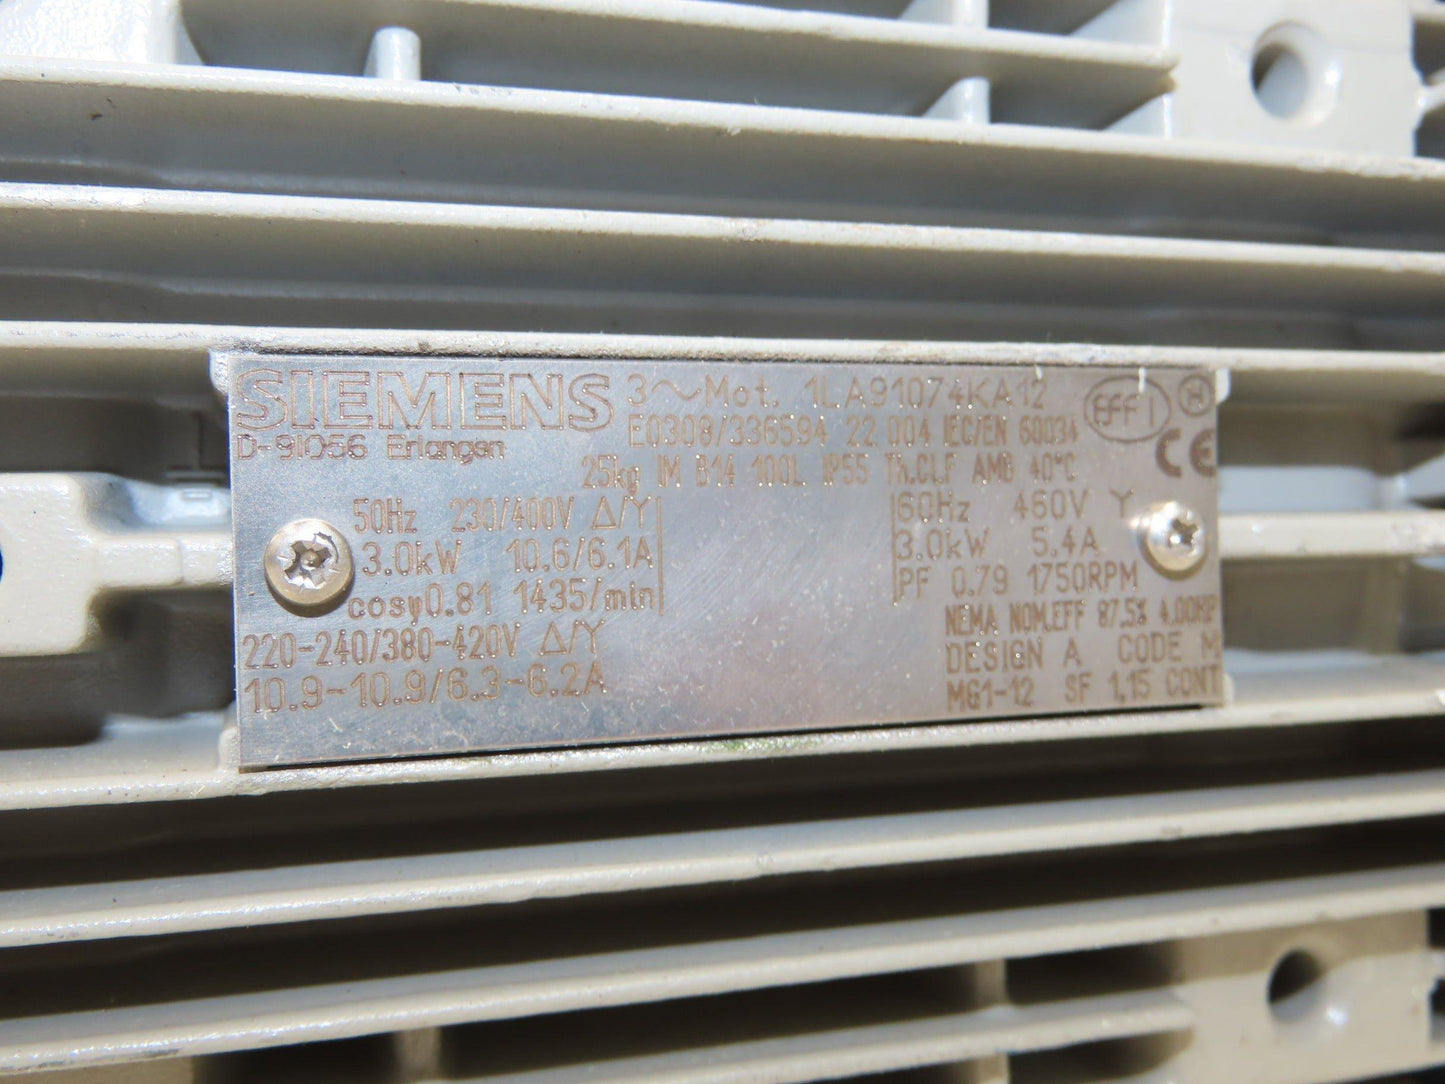 SIEMENS 3~Mot. 1LA91074KA12 EFF1 H
D-91056 Erlangen E0308/336594 22 004 IEC/EN 60034 CE
25kg IM B14 100L IP55 Th.CLF AMB 40°C
50Hz 230/400V Δ/Y 60Hz 460V Y
3.0kW 10.6/6.1A 3.0kW 5.4A
cosφ0.81 1435/min PF 0.79 1750RPM
220-240/380-420V Δ/Y NEMA NOM.EFF 87.5% 4.00HP
10.9-10.9/6.3-6.2A DESIGN A CODE M
MG1-12 SF 1,15 CONT